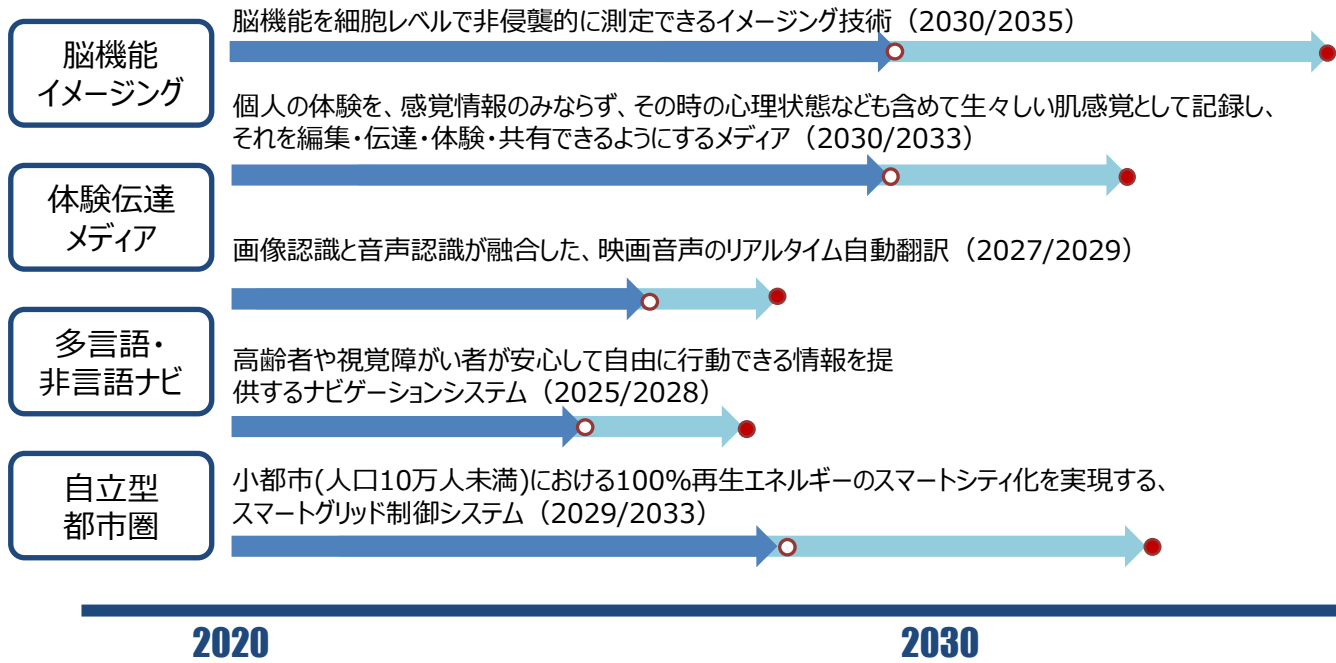 脳機能
イメージング
脳機能を細胞レベルで非侵襲的に測定できるイメージング技術（2030/2035）
体験伝達
メディア
個人の体験を、感覚情報のみならず、その時の心理状態なども含めて生々しい肌感覚として記録し、
それを編集・伝達・体験・共有できるようにするメディア（2030/2033）
多言語・
非言語ナビ
画像認識と音声認識が融合した、映画音声のリアルタイム自動翻訳（2027/2029）
高齢者や視覚障がい者が安心して自由に行動できる情報を提
供するナビゲーションシステム（2025/2028）
自立型
都市圏
小都市(人口10万人未満)における100%再生エネルギーのスマートシティ化を実現する、
スマートグリッド制御システム（2029/2033）
2020
2030